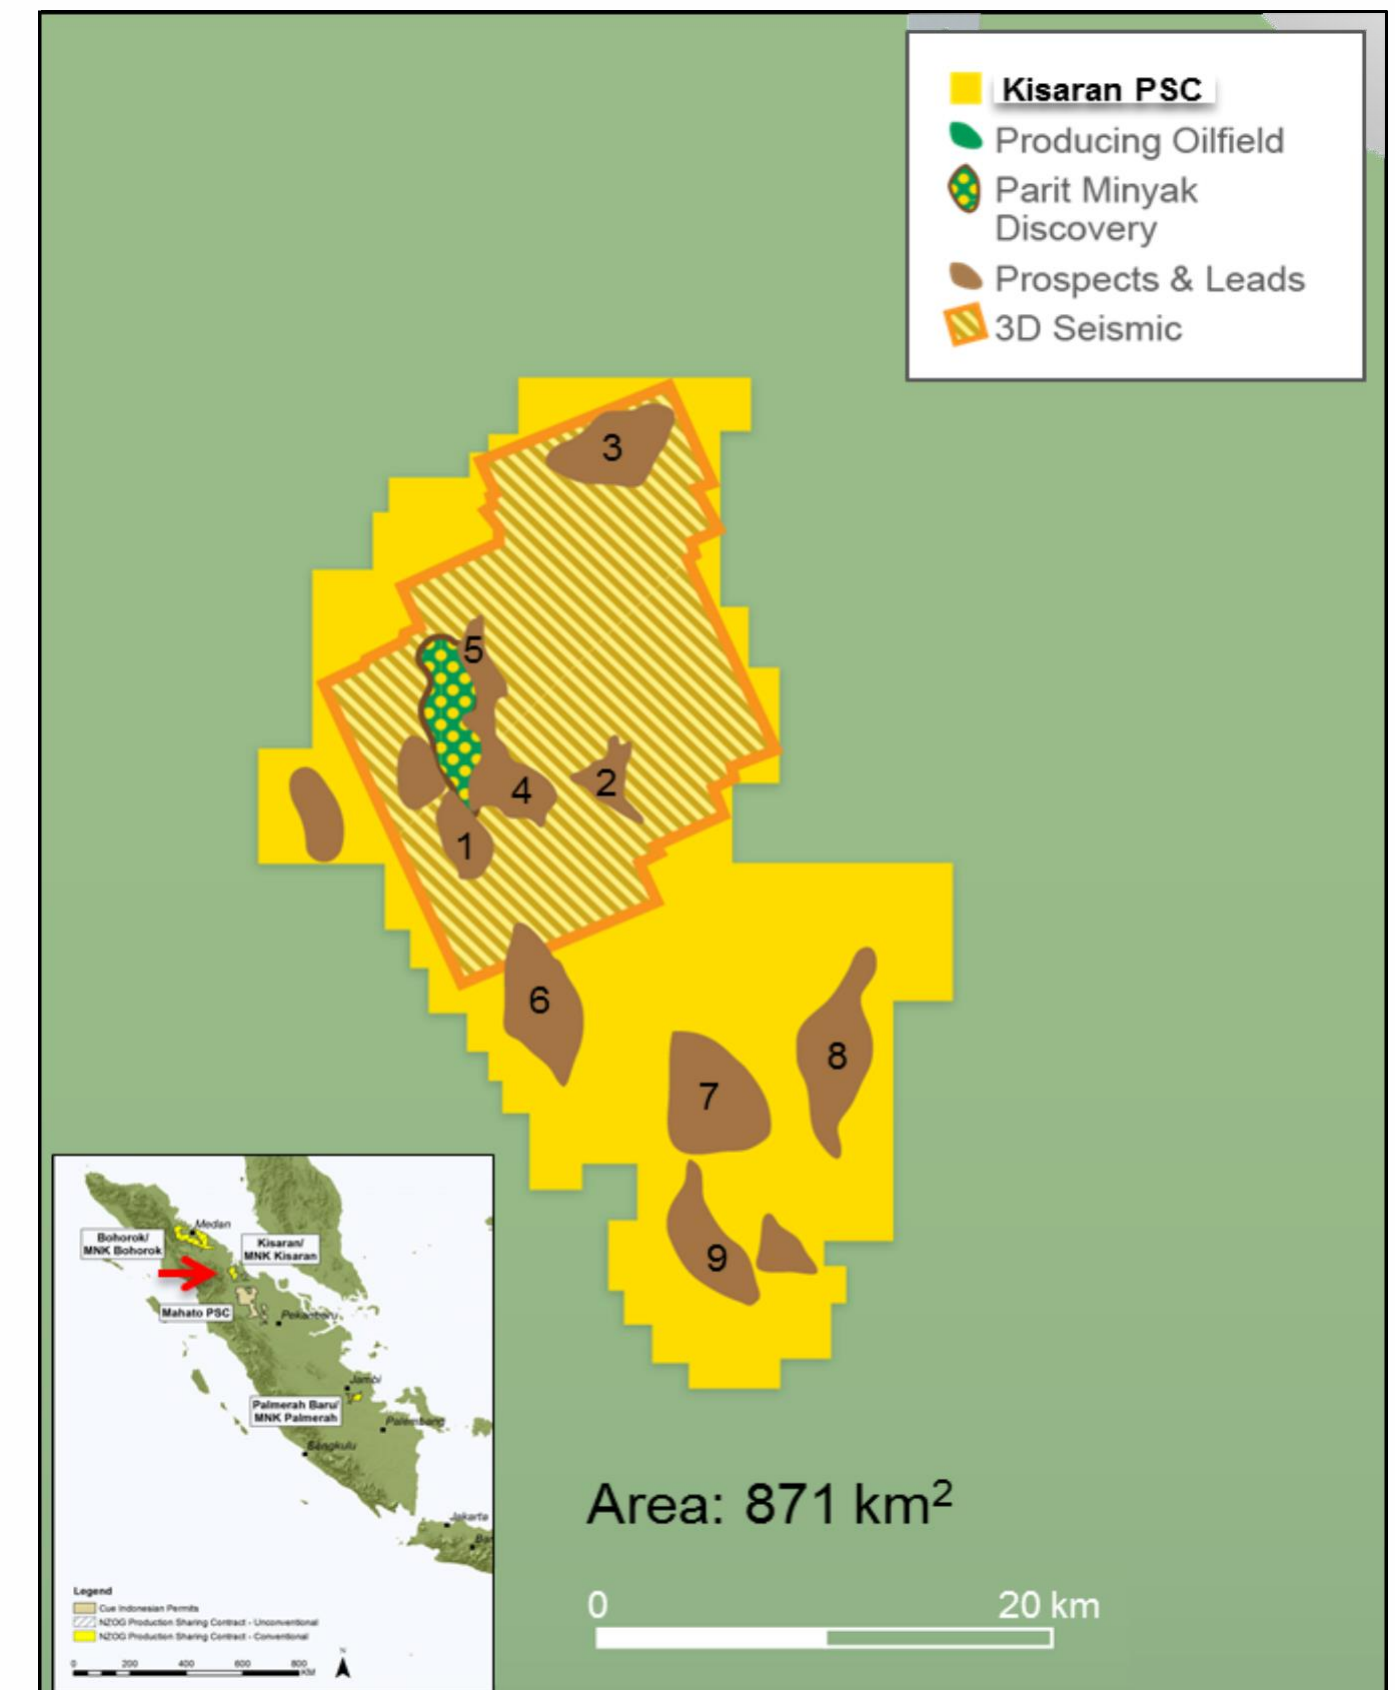 Kisaran PSC
Producing Oilfield
Parit Minyak
Discovery
Prospects & Leads
3D Seismic
3
5
4
2
1
6
8
7
9
Medan
Bohorok/
MNK Bohorok
Kisaran/
MNK Kisaran
Mahato PSC
Pekanbaru
Jambi
Palmerah Baru/
MNK Palmerah
Palembang
Bengkulu
Jakarta
Legend
Cue Indonesian Permits
NZOG Production Sharing Contract - Unconventional
NZOG Production Sharing Contract - Conventional
N
0 200 400 600 800
KM
Area: 871 km²
0 20 km